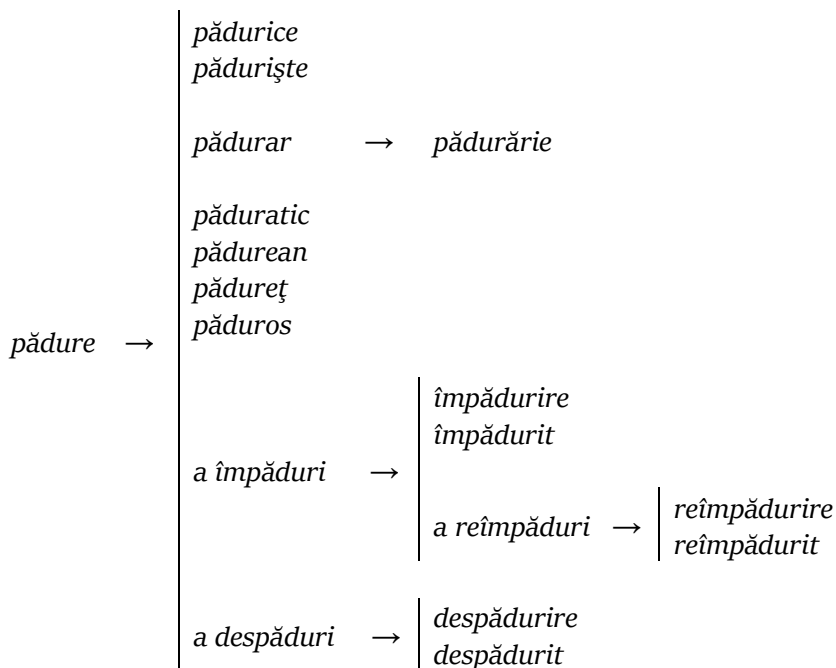 pădurice
pădurişte
pădurar → pădurărie
păduratic
pădurean
pădureţ
păduros
pădure →
împădurire
împădurit
a împăduri →
a reîmpăduri → reîmpădurire
reîmpădurit
despădurire
a despăduri →
despădurit